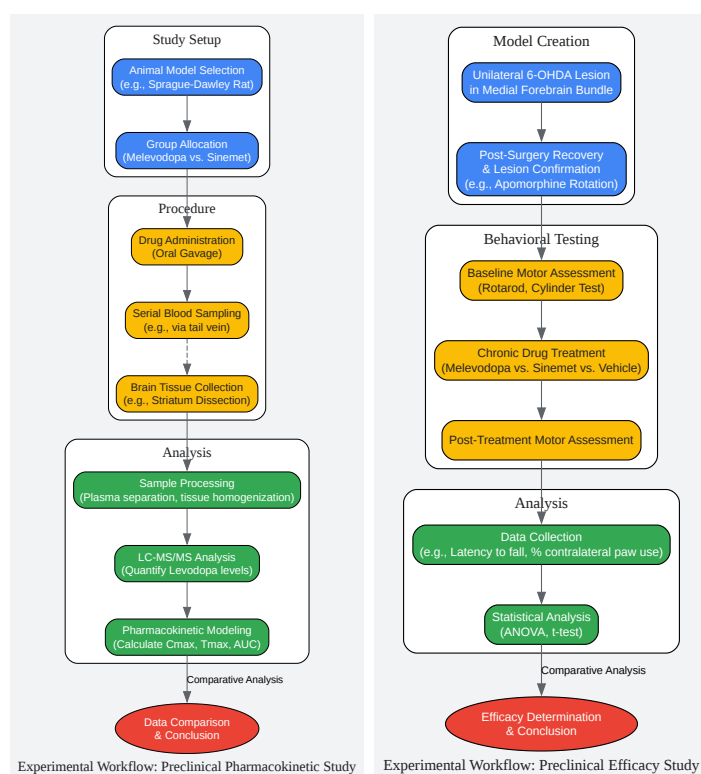 Study Setup
Animal Model Selection
(e.g., Sprague-Dawley Rat)
Group Allocation
(Melevodopa vs. Sinemet)
Procedure
Drug Administration
(Oral Gavage)
Serial Blood Sampling
(e.g., via tail vein)
Brain Tissue Collection
(e.g., Striatum Dissection)
Analysis
Sample Processing
(Plasma separation, tissue homogenization)
LC-MS/MS Analysis
(Quantify Levodopa levels)
Pharmacokinetic Modeling
(Calculate Cmax, Tmax, AUC)
Comparative Analysis
Data Comparison
& Conclusion
Experimental Workflow: Preclinical Pharmacokinetic Study
Model Creation
Unilateral 6-OHDA Lesion
in Medial Forebrain Bundle
Post-Surgery Recovery
& Lesion Confirmation
(e.g., Apomorphine Rotation)
Behavioral Testing
Baseline Motor Assessment
(Rotarod, Cylinder Test)
Chronic Drug Treatment
(Melevodopa vs. Sinemet vs. Vehicle)
Post-Treatment Motor Assessment
Analysis
Data Collection
(e.g., Latency to fall, % contralateral paw use)
Statistical Analysis
(ANOVA, t-test)
Comparative Analysis
Efficacy Determination
& Conclusion
Experimental Workflow: Preclinical Efficacy Study